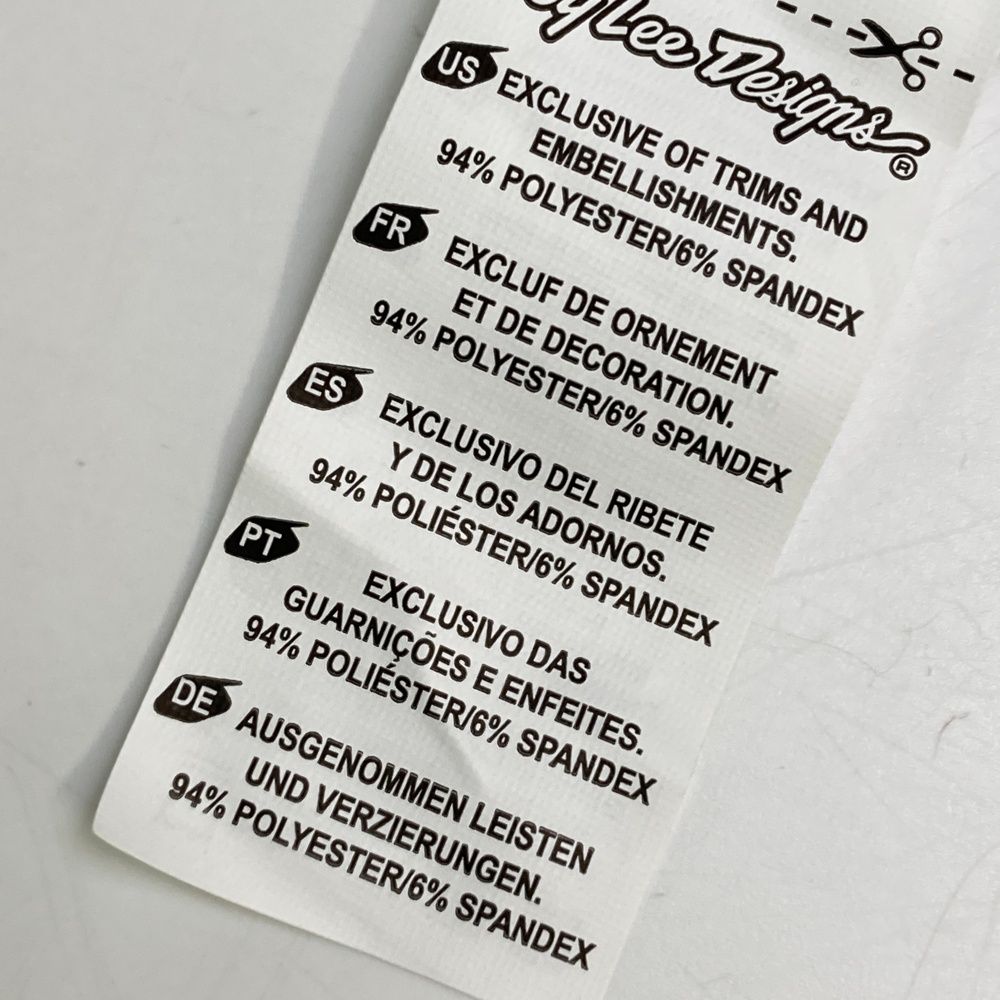 Lee Designs®
US EXCLUSIVE OF TRIMS AND
EMBELLISHMENTS.
94% POLYESTER/6% SPANDEX
FR EXCLUF DE ORNEMENT
ET DE DECORATION.
94% POLYESTER/6% SPANDEX
ES EXCLUSIVO DEL RIBETE
Y DE LOS ADORNOS.
94% POLIÉSTER/6% SPANDEX
PT EXCLUSIVO DAS
GUARNIÇÕES E ENFEITES.
94% POLIÉSTER/6% SPANDEX
DE AUSGENOMMEN LEISTEN
UND VERZIERUNGEN.
94% POLYESTER/6% SPANDEX